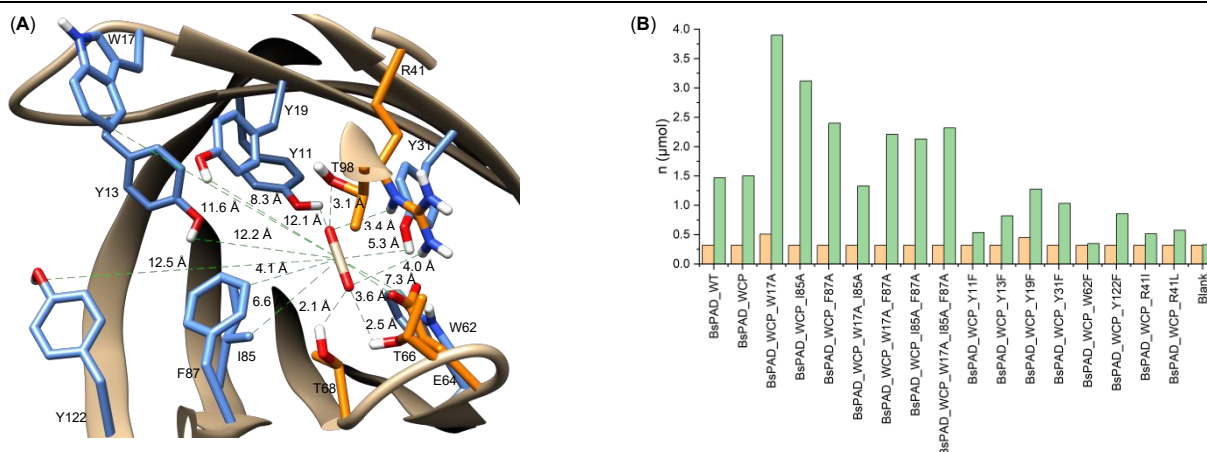 (A)
W17
R41
Y19
Y31
Y11
T98
Y13
8.3 Å
3.1 Å
11.6 Å
12.1 Å
3.4 Å
12.2 Å
5.3 Å
12.5 Å
4.1 Å
4.0 Å
7.3 Å
6.6
3.6 Å
2.1 Å
2.5 Å
W62
I85
T66
F87
T68
E64
Y122
(B)
n (µmol)
4.0
3.5
3.0
2.5
2.0
1.5
1.0
0.5
0.0
BsPAD_WT
BsPAD_WCP
BsPAD_WCP_W17A
BsPAD_WCP_I85A
BsPAD_WCP_F87A
BsPAD_WCP_W17A_I85A
BsPAD_WCP_W17A_F87A
BsPAD_WCP_I85A_F87A
BsPAD_WCP_W17A_I85A_F87A
BsPAD_WCP_Y11F
BsPAD_WCP_Y13F
BsPAD_WCP_Y19F
BsPAD_WCP_Y31F
BsPAD_WCP_W62F
BsPAD_WCP_Y122F
BsPAD_WCP_R41I
BsPAD_WCP_R41L
Blank